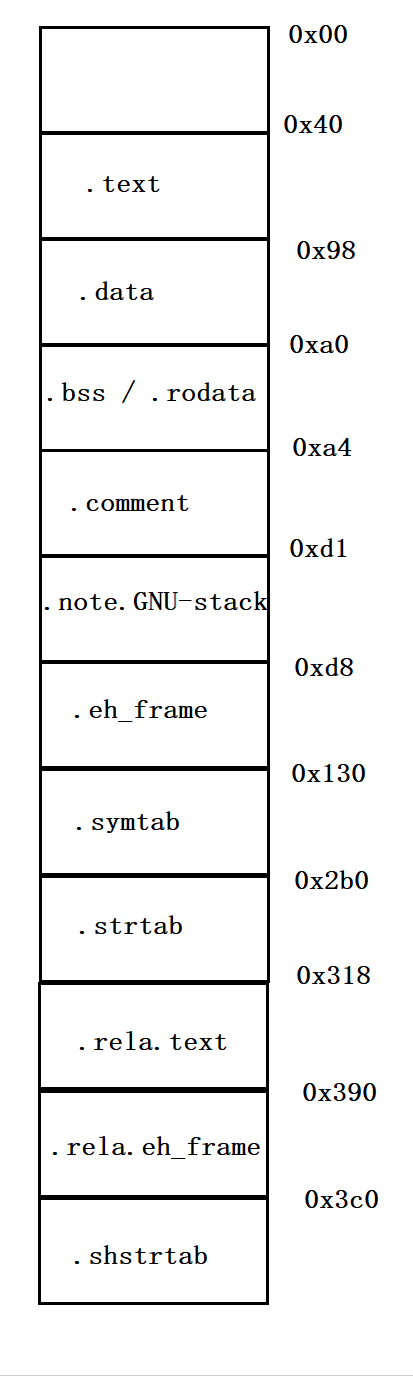 0x00
0x40
.text
0x98
.data
0xa0
.bss / .rodata
0xa4
.comment
0xd1
.note.GNU-stack
0xd8
.eh_frame
0x130
.symtab
0x2b0
.strtab
0x318
.rela.text
0x390
.rela.eh_frame
0x3c0
.shstrtab